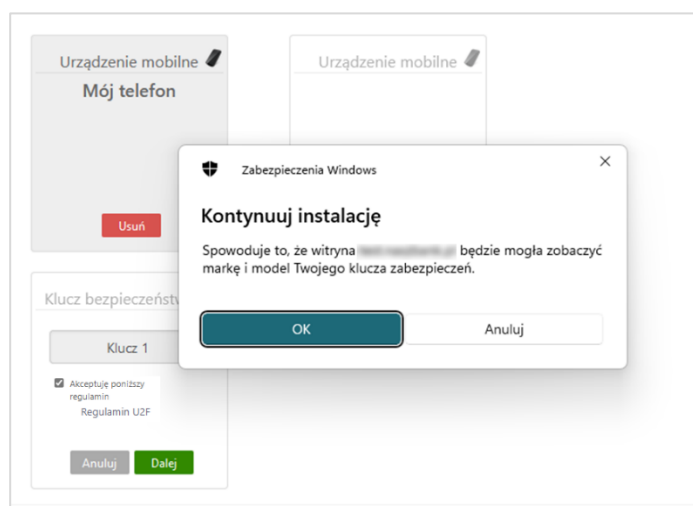 Urządzenie mobilne
Mój telefon
Usuń
Urządzenie mobilne
Zabezpieczenia Windows
Kontynuuj instalację
Spowoduje to, że witryna będzie mogła zobaczyć
markę i model Twojego klucza zabezpieczeń.
OK
Anuluj
Klucz bezpieczeństw
Klucz 1
Akceptuję poniższy
regulamin
Regulamin U2F
Anuluj
Dalej